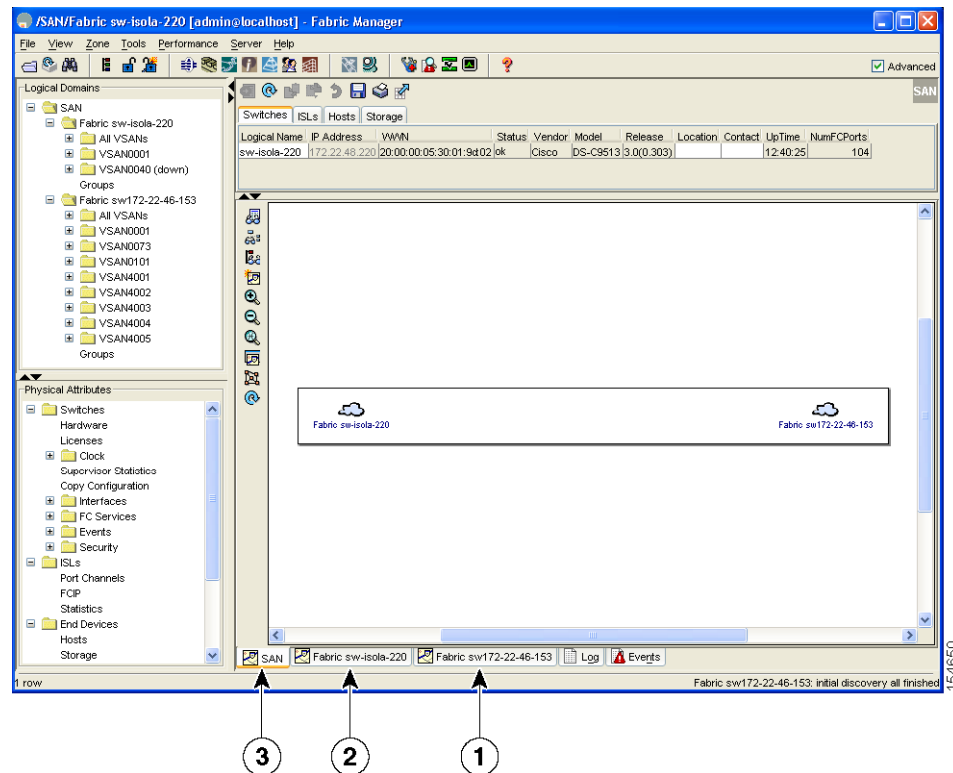 /SAN/Fabric sw-isola-220 [admin@localhost] - Fabric Manager
File View Zone Tools Performance Server Help
Advanced
Logical Domains
SAN
Fabric sw-isola-220
All VSANs
VSAN0001
VSAN0040 (down)
Groups
Fabric sw172-22-46-153
All VSANs
VSAN0001
VSAN0073
VSAN0101
VSAN4001
VSAN4002
VSAN4003
VSAN4004
VSAN4005
Groups
Physical Attributes
Switches
Hardware
Licenses
Clock
Supervisor Statistics
Copy Configuration
Interfaces
FC Services
Events
Security
ISLs
Port Channels
FCIP
Statistics
End Devices
Hosts
Storage
SAN
Switches ISLs Hosts Storage
Logical Name IP Address WWN Status Vendor Model Release Location Contact UpTime NumFCPorts
sw-isola-220 172.22.48.220 20:00:00:05:30:01:9d:02 ok Cisco DS-C9513 3.0(0.303) 12:40:25 104
Fabric sw-isola-220
Fabric sw172-22-46-153
SAN Fabric sw-isola-220 Fabric sw172-22-46-153 Log Events
1 row
Fabric sw172-22-46-153: initial discovery all finished
154650
3 2 1